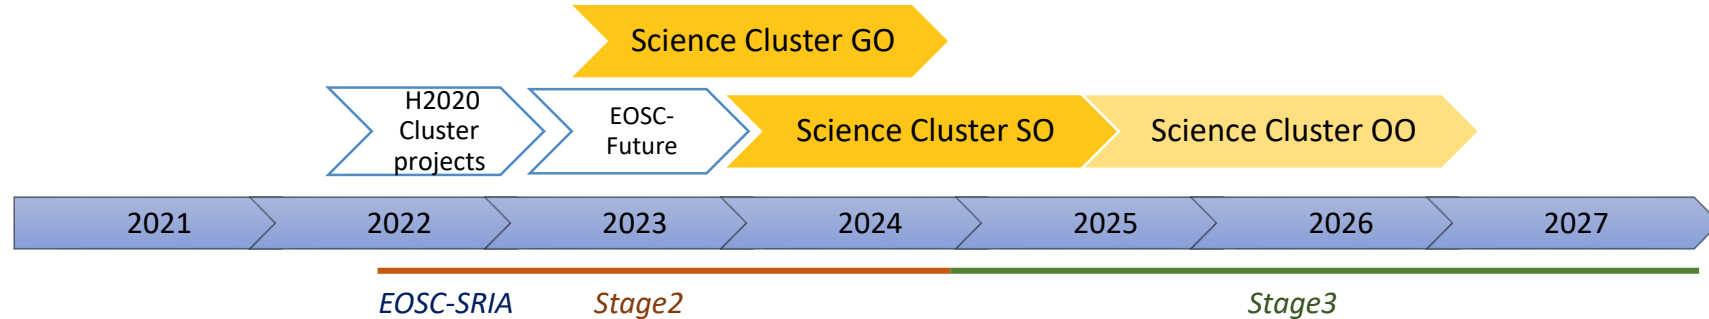 Science Cluster GO
H2020
Cluster
projects
EOSC-
Future
Science Cluster SO
Science Cluster OO
2021
2022
2023
2024
2025
2026
2027
EOSC-SRIA
Stage2
Stage3